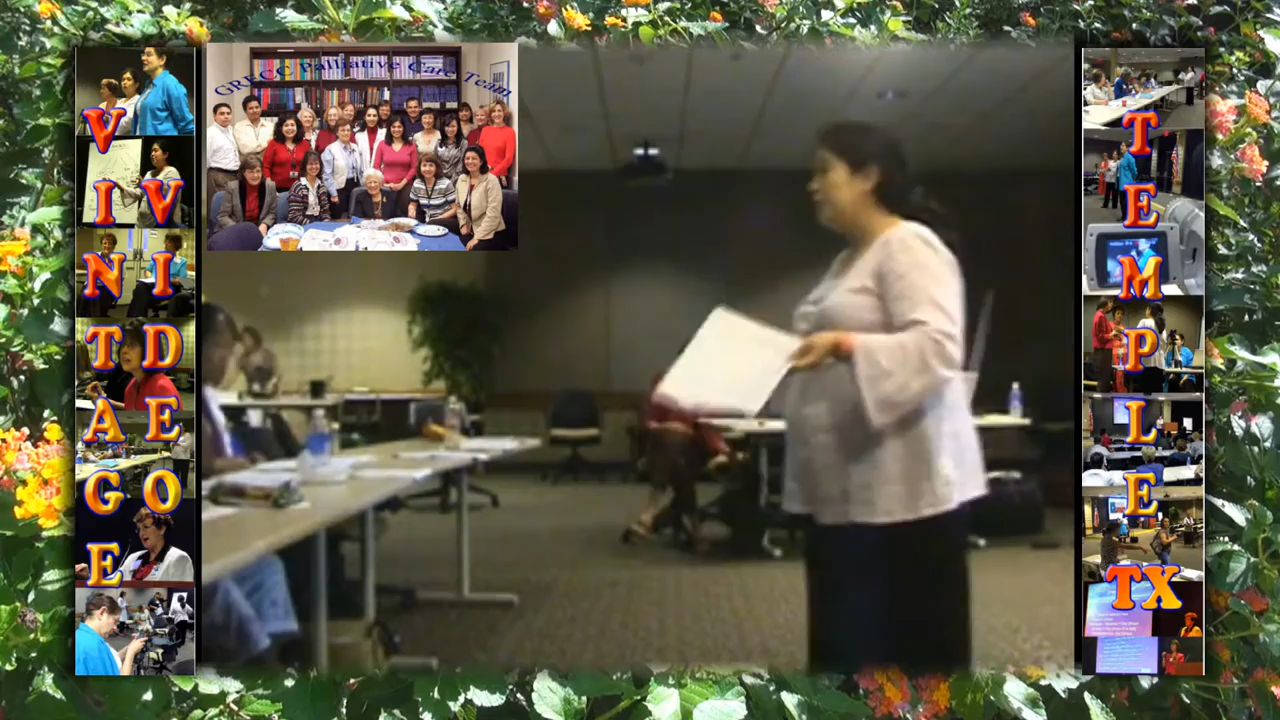 GRECC Palliative Care Team
VINTAGE
VIDEO
TEMPLE
TX